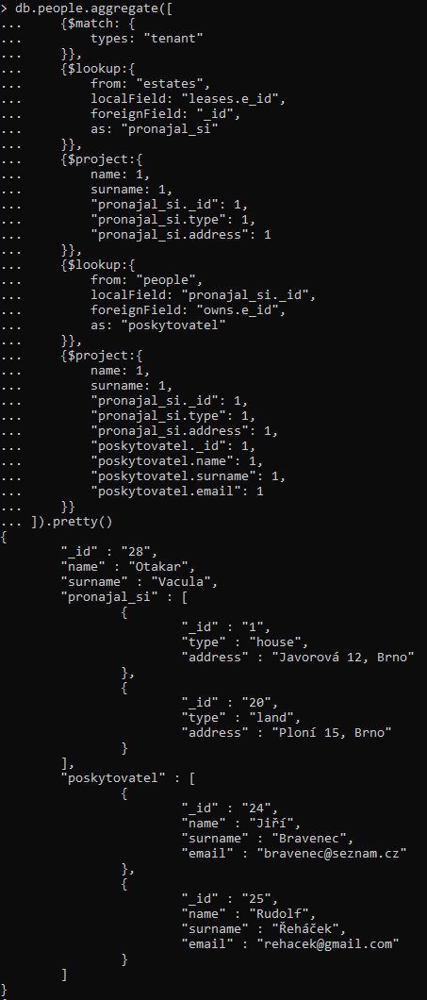 > db.people.aggregate([
...     {$match: {
...         types: "tenant"
...     }},
...     {$lookup:{
...         from: "estates",
...         localField: "leases.e_id",
...         foreignField: "_id",
...         as: "pronajal_si"
...     }},
...     {$project:{
...         name: 1,
...         surname: 1,
...         "pronajal_si._id": 1,
...         "pronajal_si.type": 1,
...         "pronajal_si.address": 1
...     }},
...     {$lookup:{
...         from: "people",
...         localField: "pronajal_si._id",
...         foreignField: "owns.e_id",
...         as: "poskytovatel"
...     }},
...     {$project:{
...         name: 1,
...         surname: 1,
...         "pronajal_si._id": 1,
...         "pronajal_si.type": 1,
...         "pronajal_si.address": 1,
...         "poskytovatel._id": 1,
...         "poskytovatel.name": 1,
...         "poskytovatel.surname": 1,
...         "poskytovatel.email": 1
...     }}
... ]).pretty()
{
        "_id" : "28",
        "name" : "Otakar",
        "surname" : "Vacula",
        "pronajal_si" : [
                {
                        "_id" : "1",
                        "type" : "house",
                        "address" : "Javorová 12, Brno"
                },
                {
                        "_id" : "20",
                        "type" : "land",
                        "address" : "Ploní 15, Brno"
                }
        ],
        "poskytovatel" : [
                {
                        "_id" : "24",
                        "name" : "Jiří",
                        "surname" : "Bravenec",
                        "email" : "bravenec@seznam.cz"
                },
                {
                        "_id" : "25",
                        "name" : "Rudolf",
                        "surname" : "Řeháček",
                        "email" : "rehacek@gmail.com"
                }
        ]
}